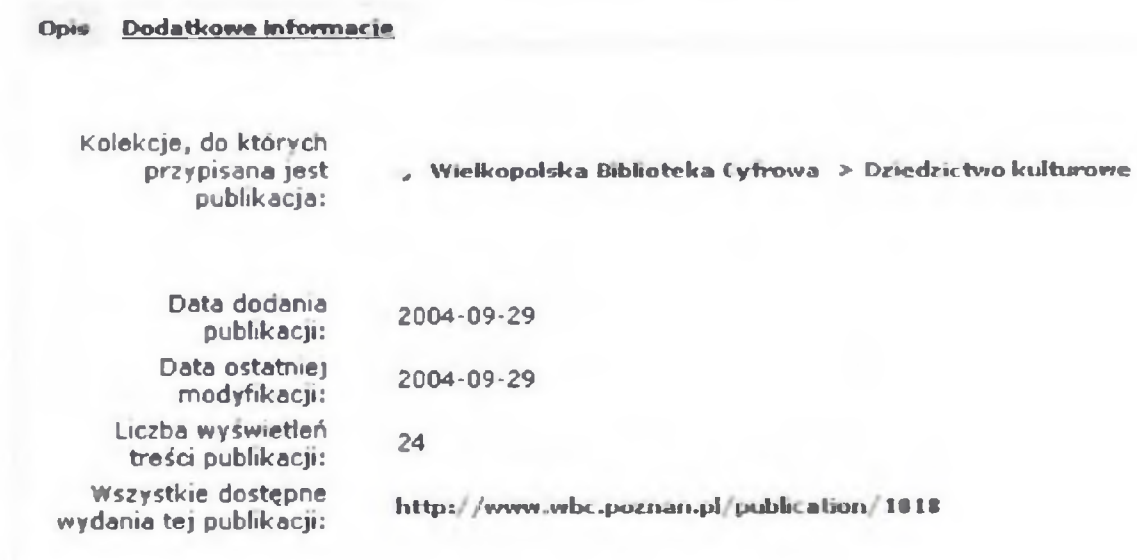 Opis Dodatkowe informacje
Kolekcje, do których
przypisana jest
publikacja:
, Wielkopolska Biblioteka Cyfrowa > Dziedzictwo kulturowe
Data dodania
publikacji:
2004-09-29
Data ostatniej
modyfikacji:
2004-09-29
Liczba wyświetleń
treści publikacji:
24
Wszystkie dostępne
wydania tej publikacji:
http://www.wbc.poznan.pl/publication/1818